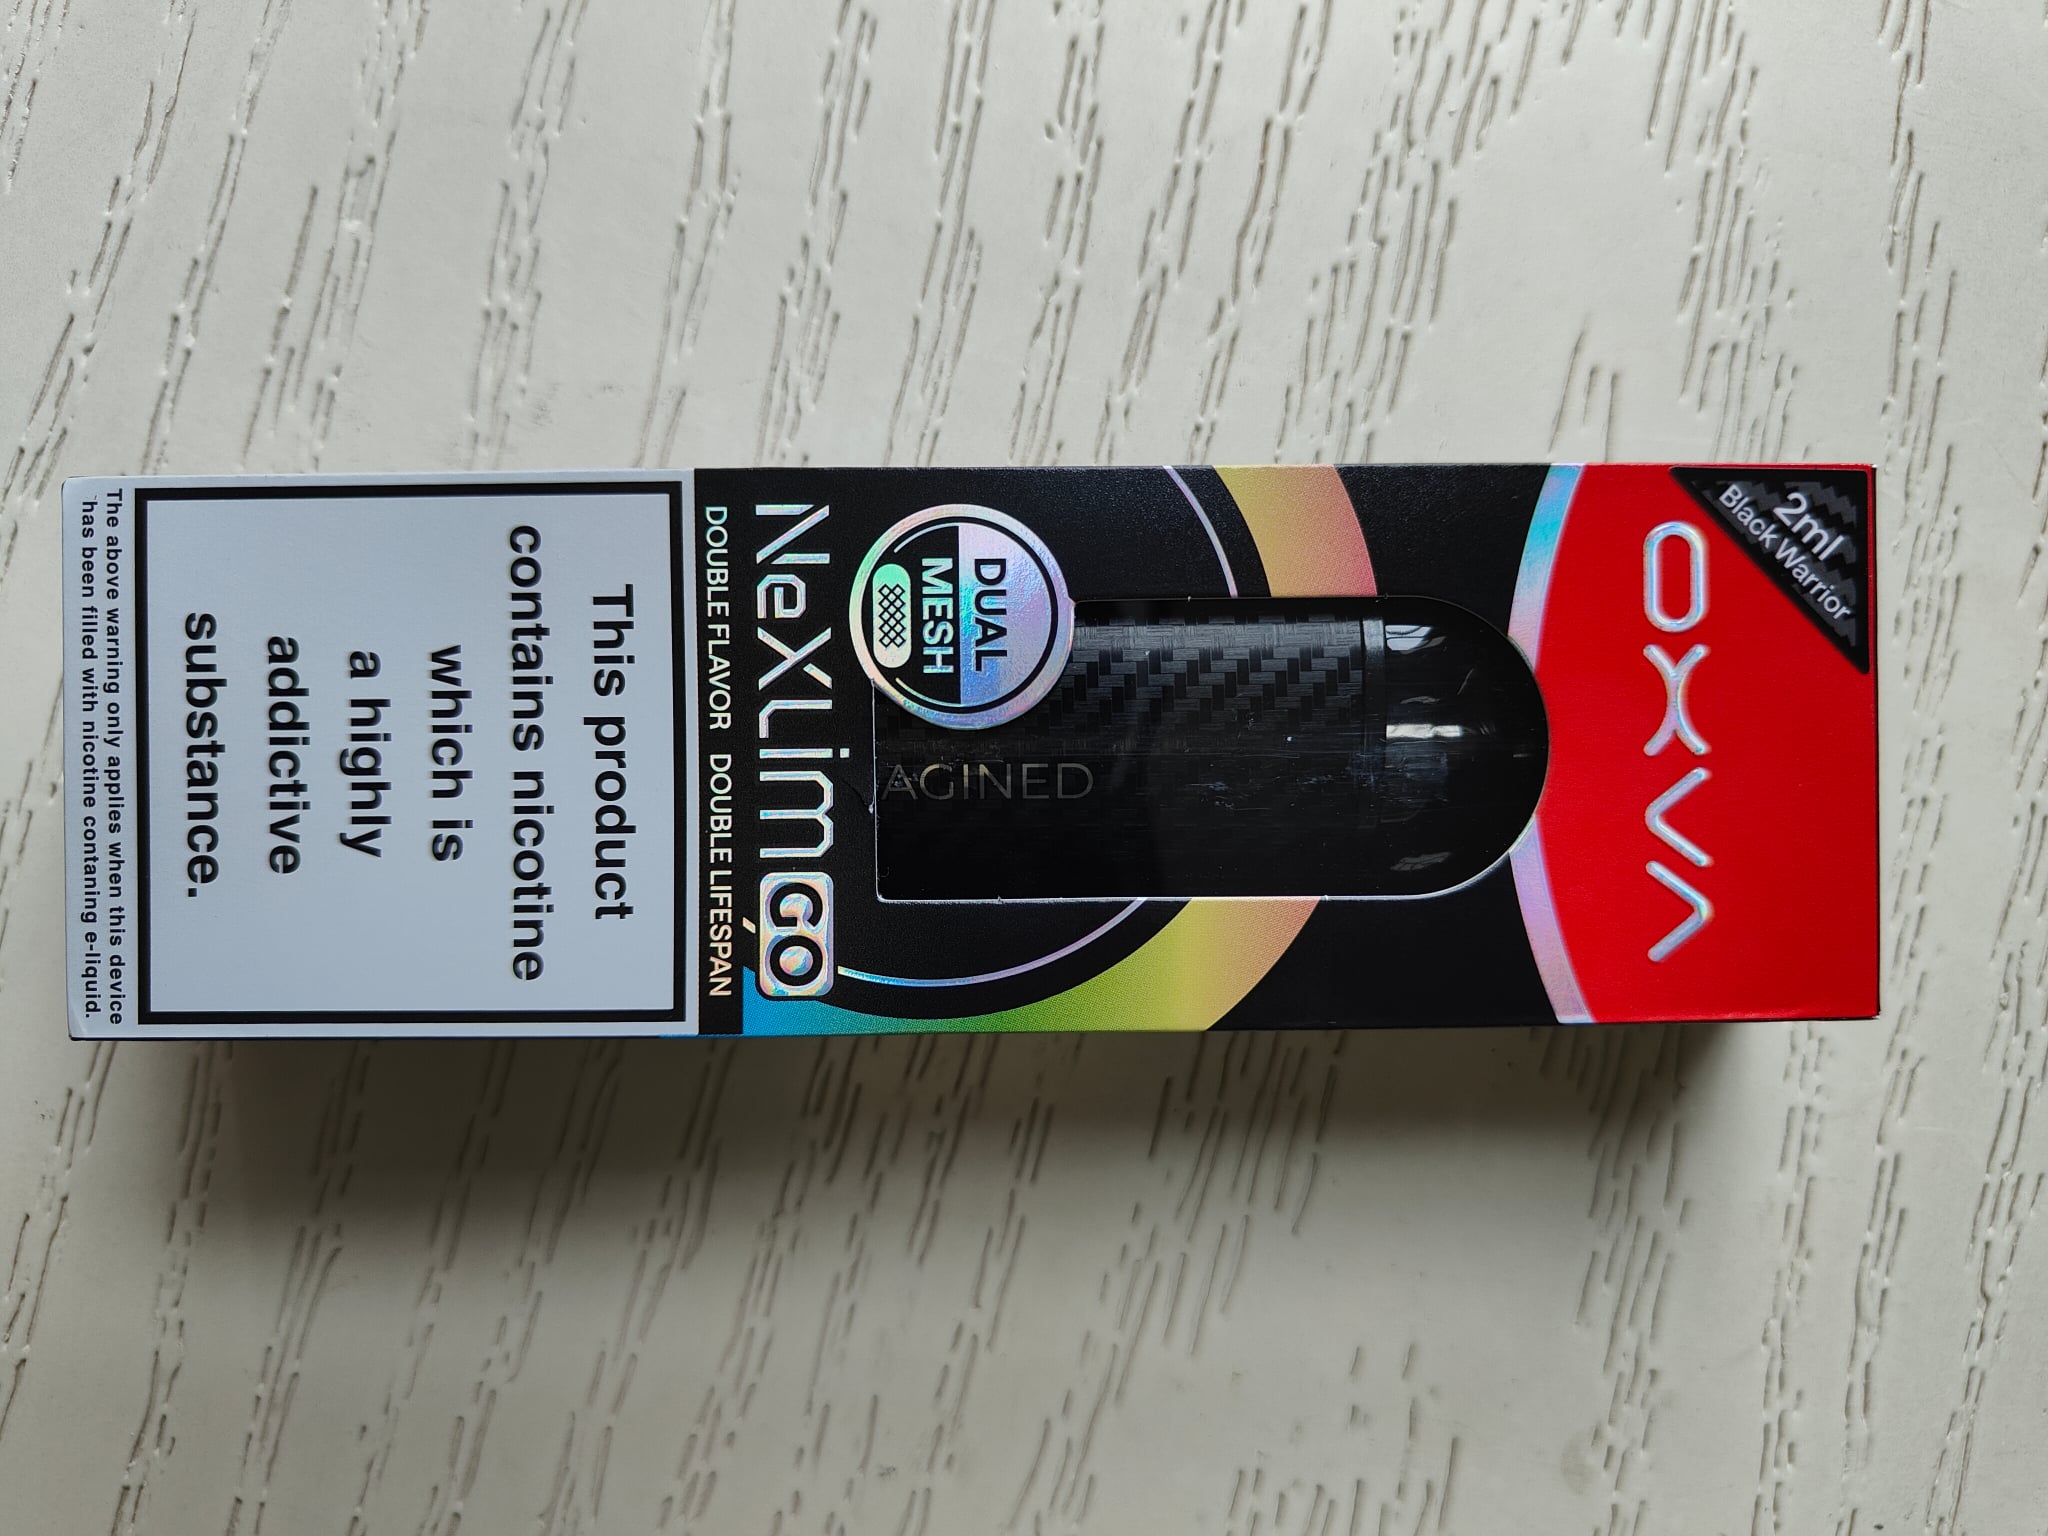 2ml
Black Warrior
OXVA
AGINED
DUAL
MESH
NeXLiM GO
DOUBLE FLAVOR DOUBLE LIFESPAN
This product
contains nicotine
which is
a highly
addictive
substance.
The above warning only applies when this device
has been filled with nicotine contaning e-liquid.